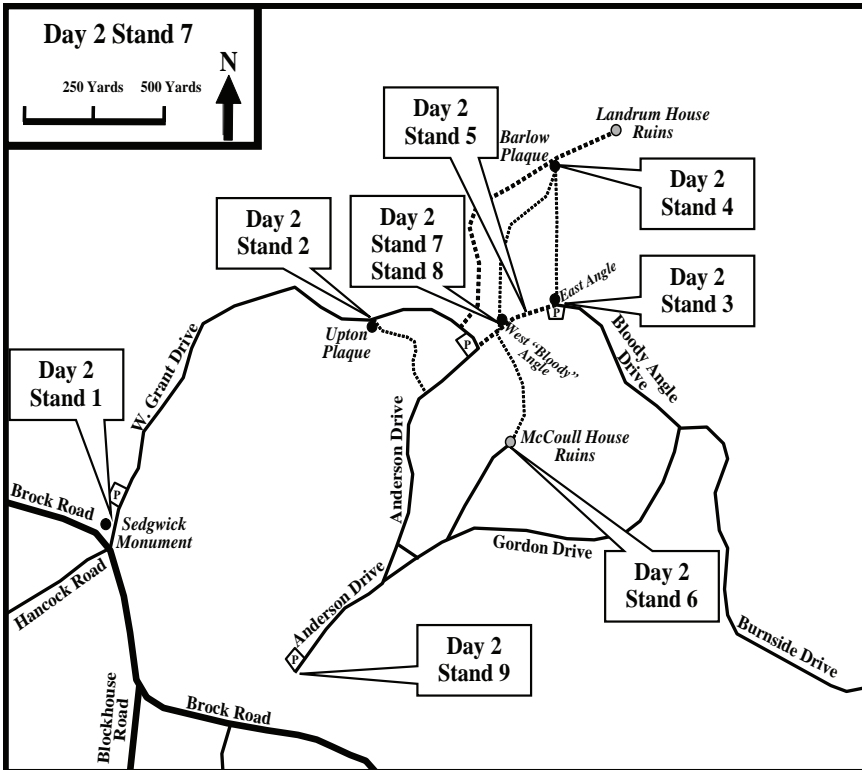 Day 2 Stand 7
250 Yards
500 Yards
N
Day 2
Stand 5
Landrum House
Ruins
Barlow
Plaque
Day 2
Stand 4
Day 2
Stand 2
Day 2
Stand 7
Stand 8
East Angle
P
Day 2
Stand 3
Upton
Plaque
P
West “Bloody”
Angle
Bloody Angle
Drive
W. Grant Drive
Day 2
Stand 1
Anderson Drive
McCoull House
Ruins
P
Brock Road
Sedgwick
Monument
Hancock Road
Gordon Drive
Day 2
Stand 6
Anderson Drive
P
Day 2
Stand 9
Burnside Drive
Blockhouse
Road
Brock Road